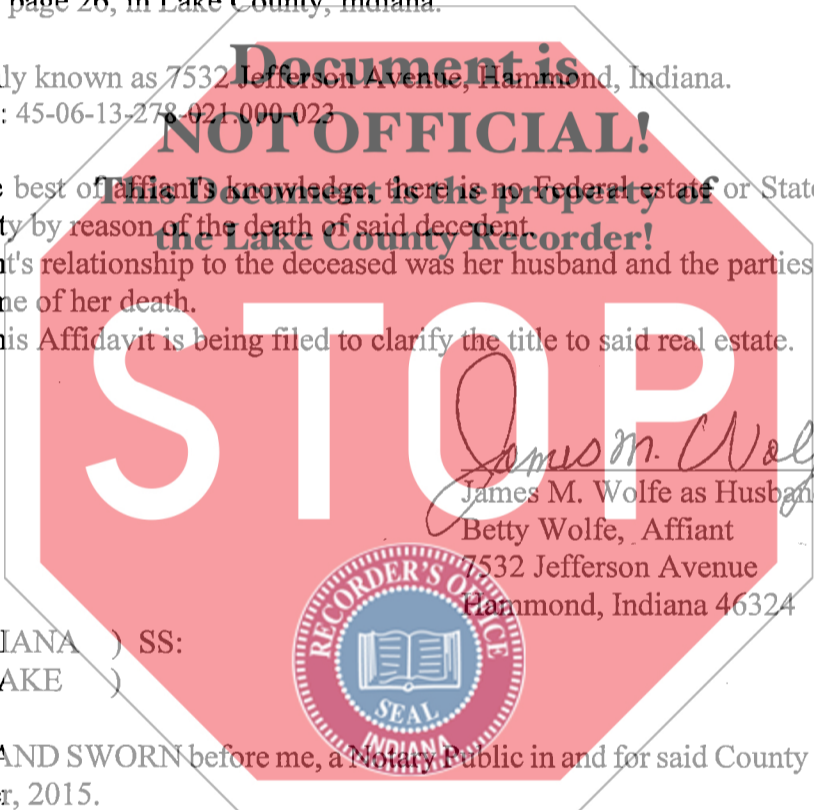 page 26, in Lake County, Indiana.
Document is
ly known as 7532 Jefferson Avenue, Hammond, Indiana.
: 45-06-13-278-021.000-023
NOT OFFICIAL!
best of affiant's knowledge, there is no Federal estate or State
This Document is the property of
ty by reason of the death of said decedent.
the Lake County Recorder!
t's relationship to the deceased was her husband and the parties
ne of her death.
is Affidavit is being filed to clarify the title to said real estate.
STOP
James M. Wolf
James M. Wolfe as Husban
Betty Wolfe, Affiant
7532 Jefferson Avenue
Hammond, Indiana 46324
RECORDER'S OFFICE
SEAL
INDIANA
IANA ) SS:
AKE )
AND SWORN before me, a Notary Public in and for said County
r, 2015.